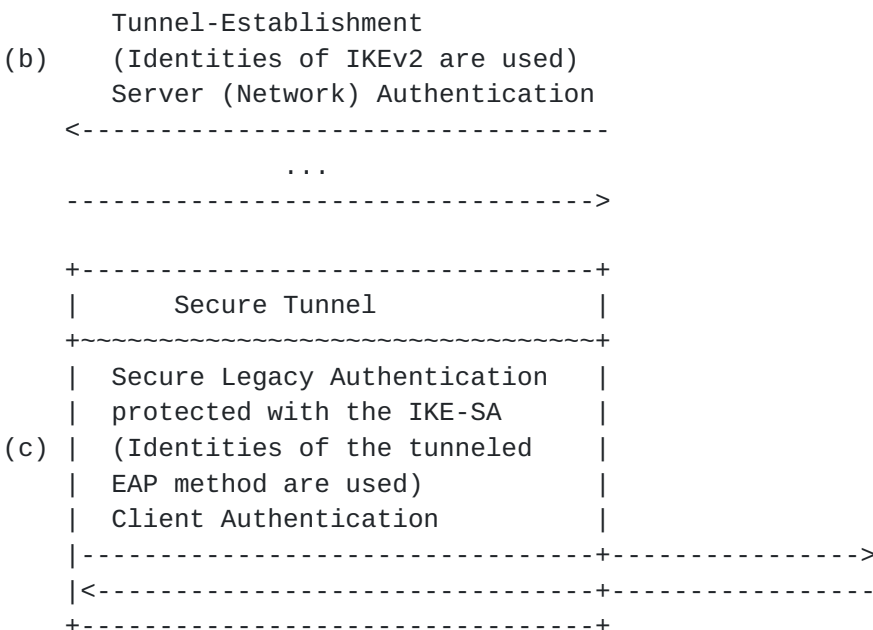 Tunnel-Establishment
(b)    (Identities of IKEv2 are used)
       Server (Network) Authentication
    <----------------------------------
                  ...
    ---------------------------------->

    +---------------------------------+
    |      Secure Tunnel              |
    +~~~~~~~~~~~~~~~~~~~~~~~~~~~~~~~~~+
    |  Secure Legacy Authentication   |
    |  protected with the IKE-SA      |
(c) |  (Identities of the tunneled    |
    |  EAP method are used)           |
    |  Client Authentication          |
    |---------------------------------+---------------->
    |<--------------------------------+-----------------
    +---------------------------------+